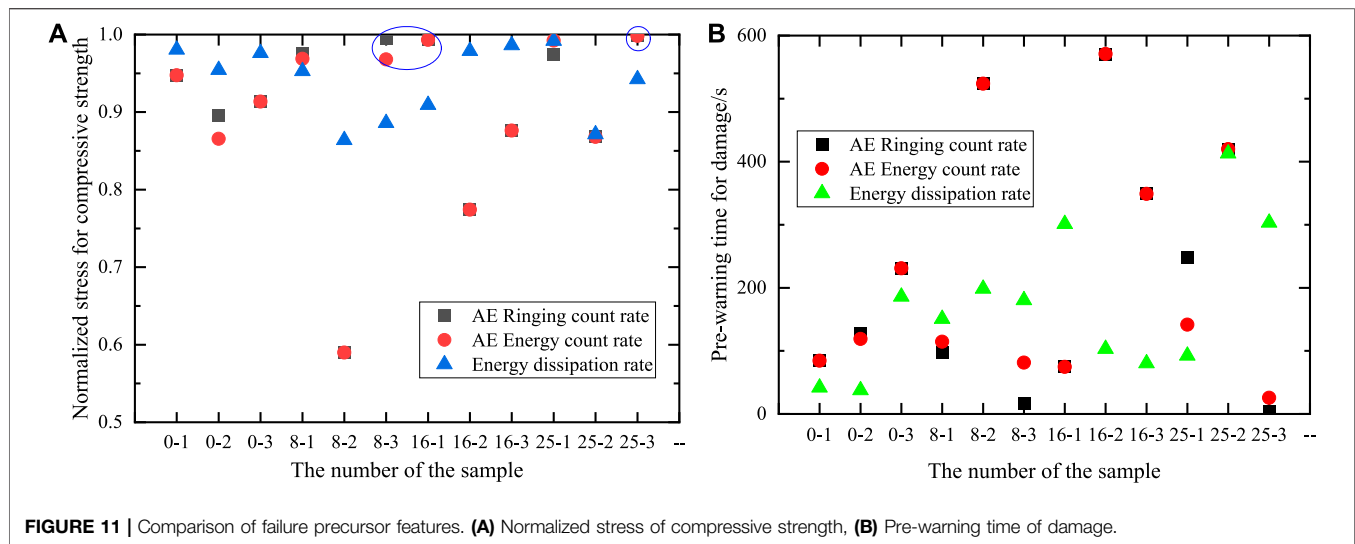 A
Normalized stress for compressive strength
1.0
0.9
0.8
0.7
0.6
0.5
AE Ringing count rate
AE Energy count rate
Energy dissipation rate
0-1 0-2 0-3 8-1 8-2 8-3 16-1 16-2 16-3 25-1 25-2 25-3 --
The number of the sample
B
Pre-warning time for damage/s
600
400
200
0
AE Ringing count rate
AE Energy count rate
Energy dissipation rate
0-1 0-2 0-3 8-1 8-2 8-3 16-1 16-2 16-3 25-1 25-2 25-3 --
The number of the sample
FIGURE 11 | Comparison of failure precursor features. (A) Normalized stress of compressive strength, (B) Pre-warning time of damage.